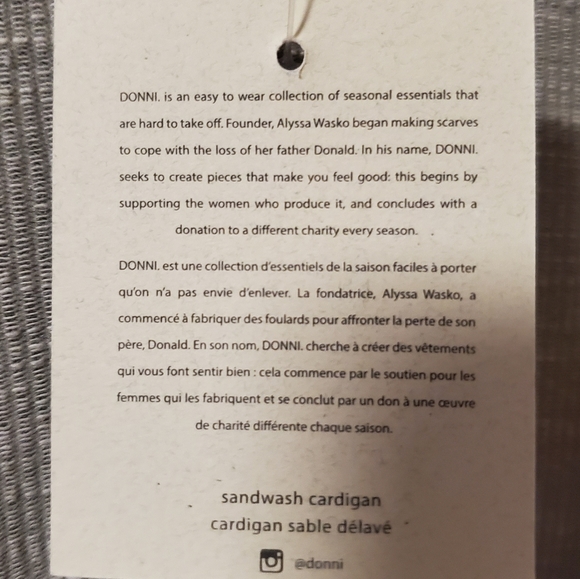 DONNI. is an easy to wear collection of seasonal essentials that
are hard to take off. Founder, Alyssa Wasko began making scarves
to cope with the loss of her father Donald. In his name, DONNI.
seeks to create pieces that make you feel good: this begins by
supporting the women who produce it, and concludes with a
donation to a different charity every season.
DONNI. est une collection d'essentiels de la saison faciles à porter
qu'on n'a pas envie d'enlever. La fondatrice, Alyssa Wasko, a
commencé à fabriquer des foulards pour affronter la perte de son
père, Donald. En son nom, DONNI. cherche à créer des vêtements
qui vous font sentir bien : cela commence par le soutien pour les
femmes qui les fabriquent et se conclut par un don à une œuvre
de charité différente chaque saison.
sandwash cardigan
cardigan sable délavé
@donni